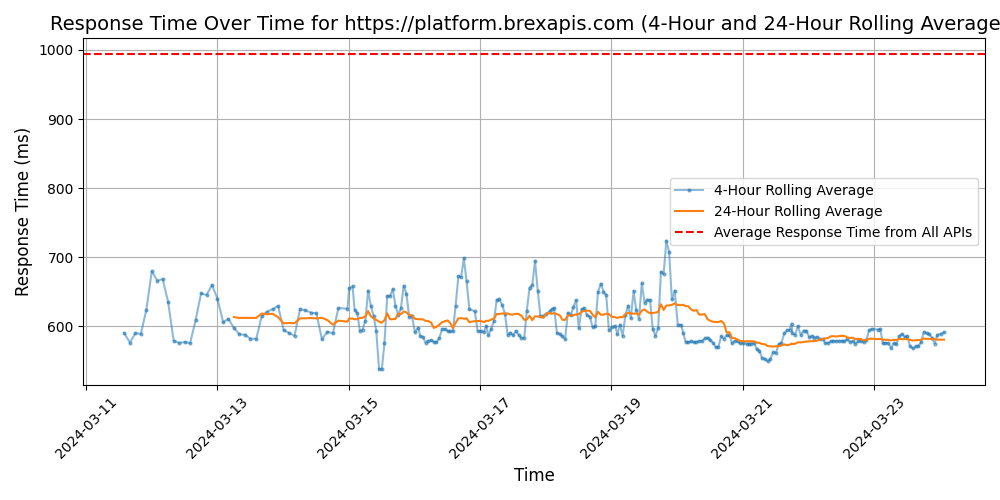 Response Time Over Time for https://platform.brexapis.com (4-Hour and 24-Hour Rolling Average
1000
900
800
700
600
Response Time (ms)
4-Hour Rolling Average
24-Hour Rolling Average
Average Response Time from All APIs
2024-03-11
2024-03-13
2024-03-15
2024-03-17
2024-03-19
2024-03-21
2024-03-23
Time